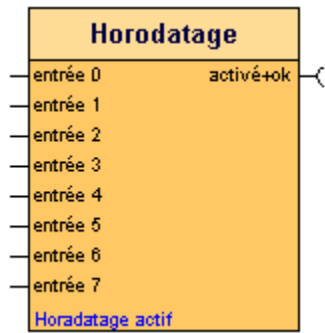 Horodatage
entrée 0 activé+ok
entrée 1
entrée 2
entrée 3
entrée 4
entrée 5
entrée 6
entrée 7
Horadatage actif